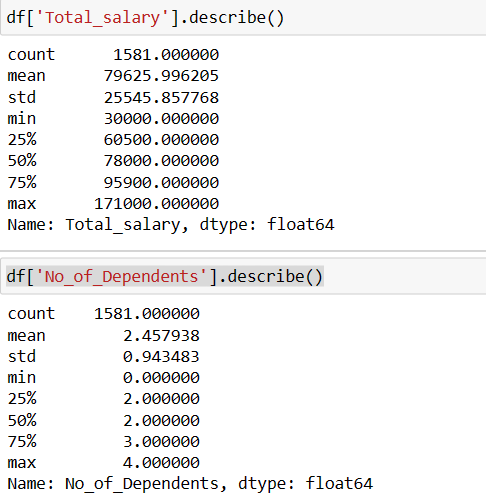 df['Total_salary'].describe()
count 1581.000000
mean 79625.996205
std 25545.857768
min 30000.000000
25% 60500.000000
50% 78000.000000
75% 95900.000000
max 171000.000000
Name: Total_salary, dtype: float64
df['No_of_Dependents'].describe()
count 1581.000000
mean 2.457938
std 0.943483
min 0.000000
25% 2.000000
50% 2.000000
75% 3.000000
max 4.000000
Name: No_of_Dependents, dtype: float64